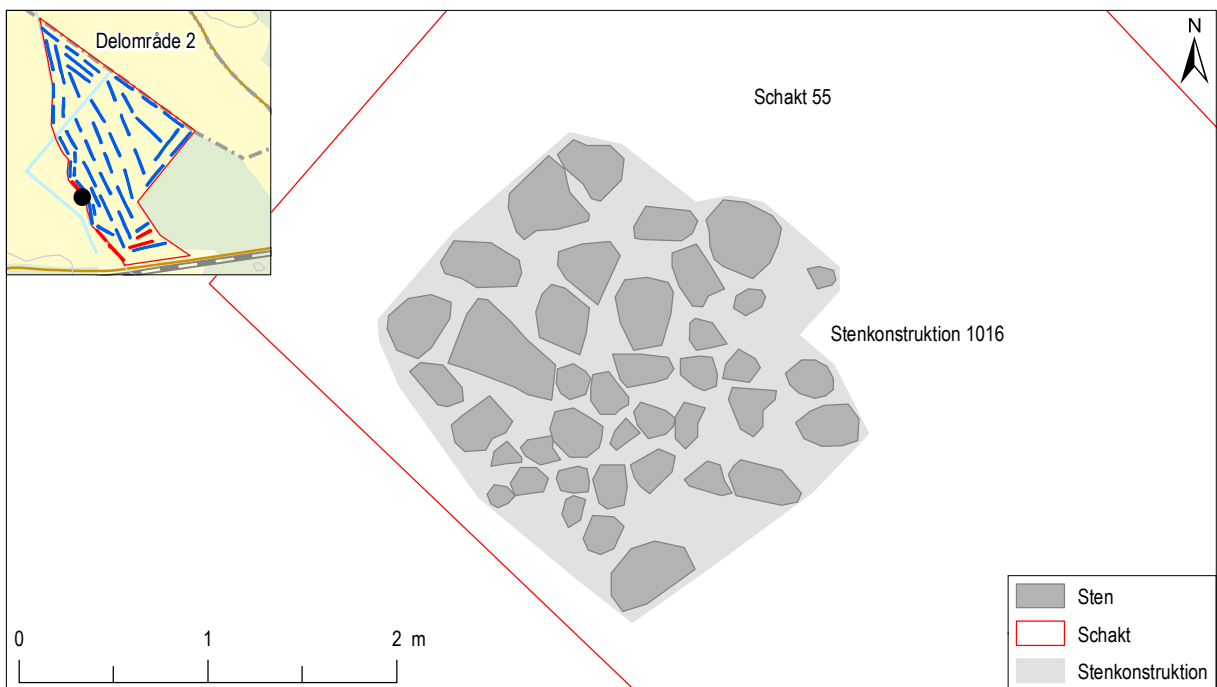 Delområde 2
N
Schakt 55
Stenkonstruktion 1016
0 1 2 m
Sten
Schakt
Stenkonstruktion